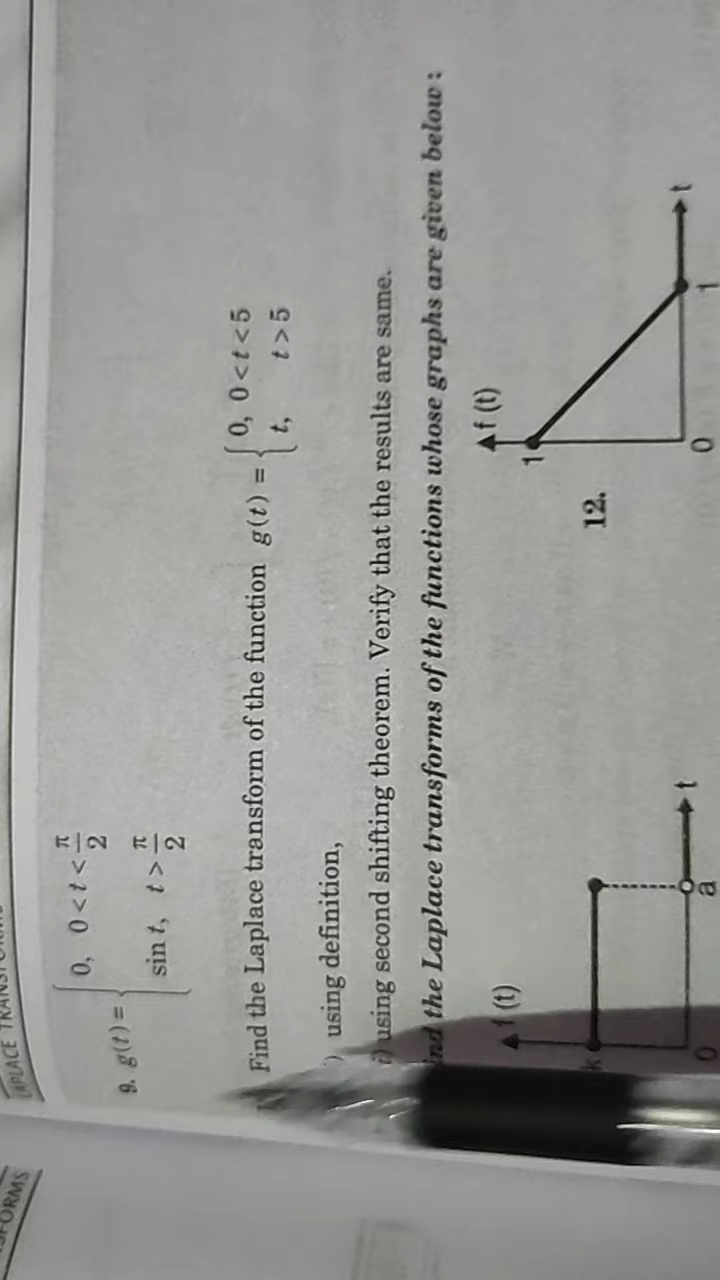 LAPLACE TRANSFORMS
FORMS
9. g(t) = { 0, 0 < t < π/2
sin t, t > π/2
Find the Laplace transform of the function g(t) = { 0, 0 < t < 5
t, t > 5
) using definition,
i) using second shifting theorem. Verify that the results are same.
ind the Laplace transforms of the functions whose graphs are given below :
f (t)
k
0
a
t
12.
f (t)
1
0
1
t